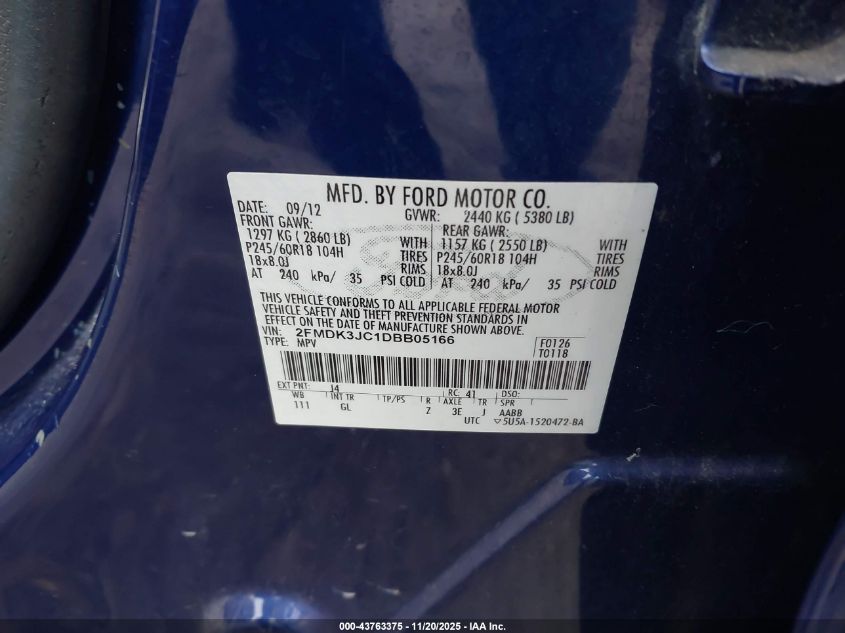 MFD. BY FORD MOTOR CO.
DATE: 09/12 GVWR: 2440 KG ( 5380 LB)
FRONT GAWR: REAR GAWR:
1297 KG ( 2860 LB) WITH 1157 KG ( 2550 LB) WITH
P245/60R18 104H TIRES P245/60R18 104H TIRES
18x8.0J RIMS 18x8.0J RIMS
AT 240 kPa/ 35 PSI COLD AT 240 kPa/ 35 PSI COLD
THIS VEHICLE CONFORMS TO ALL APPLICABLE FEDERAL MOTOR
VEHICLE SAFETY AND THEFT PREVENTION STANDARDS IN
EFFECT ON THE DATE OF MANUFACTURE SHOWN ABOVE.
VIN: 2FMDK3JC1DBB05166 F0126
TYPE: MPV T0118
EXT PNT: J4 RC: 41 DSO:
WB INT TR TP/PS R AXLE TR SPR
111 GL Z 3E J AABB
UTC ▽5U5A-1520472-BA
000-43763375 - 11/20/2025 - IAA Inc.